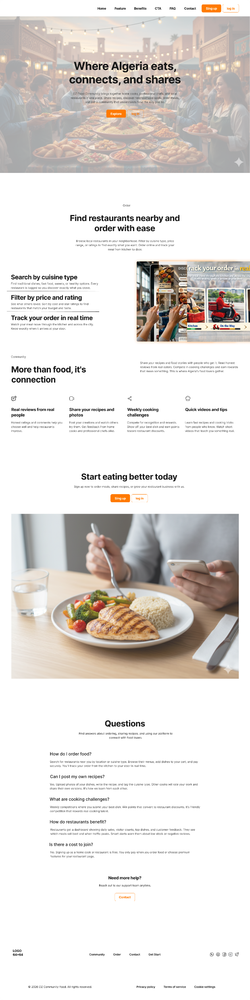 Home Feature Benefits CTA FAQ Contact Sing up log in
Where Algeria eats,
connects, and shares
DZ Food Community brings together home cooks, professional chefs, and local
restaurants in one place. Share recipes, discover neighborhood spots, order meals,
and join a community that understands food the way you do.
Explore log in
Order
Find restaurants nearby and
order with ease
Browse local restaurants in your neighborhood. Filter by cuisine type, price
range, or ratings to find exactly what you want. Order online and track your
meal from kitchen to door.
Search by cuisine type
Find traditional dishes, fast food, sweets, or healthy options. Every
restaurant is tagged so you discover exactly what you crave.
Filter by price and rating
See what others loved. Sort by cost and star ratings to find
restaurants that match your budget and taste.
Track your order in real time
Watch your meal move through the kitchen and across the city.
Know exactly when it arrives at your door.
DISCO
FILTER
SEARCH
Track your order in real
your meal move through the kitchen and across the city
Know exactly when it arrives at your door
Kitchen
On the Way
Community
More than food, it's
connection
Share your recipes and food stories with people who get it. Read honest
reviews from real eaters. Compete in cooking challenges and earn rewards
that mean something. This is where Algeria's food lovers gather.
Real reviews from real
people
Honest ratings and comments help you
choose well and help restaurants
improve.
Share your recipes and
photos
Post your creations and watch others
try them. Get feedback from home
cooks and professional chefs alike.
Weekly cooking
challenges
Compete for recognition and rewards.
Show off your best dish and earn points
toward restaurant discounts.
Quick videos and tips
Learn fast recipes and cooking tricks
from people who know. Watch short
videos that teach you something real.
Start eating better today
Sign up now to order meals, share recipes, or grow your restaurant business with us.
Sing up log in
Questions
Find answers about ordering, sharing recipes, and using our platform to
connect with food lovers.
How do I order food?
Search for restaurants near you by location or cuisine type. Browse their menus, add dishes to your cart, and pay
securely. You'll track your order from the kitchen to your door in real time.
Can I post my own recipes?
Yes. Upload photos of your dishes, write the recipe, and tag the cuisine type. Other cooks will rate your work and
share their own versions. It's how we learn from each other.
What are cooking challenges?
Weekly competitions where you submit your best dish. Win points that convert to restaurant discounts. It's friendly
competition that rewards real cooking talent.
How do restaurants benefit?
Restaurants get a dashboard showing daily sales, visitor counts, top dishes, and customer feedback. They see
which meals sell best and when traffic peaks. Smart alerts warn them about low stock or negative reviews.
Is there a cost to join?
No. Signing up as a home cook or restaurant is free. You only pay when you order food or choose premium
features for your restaurant page.
Need more help?
Reach out to our support team anytime.
Contact
LOGO
64x64
Community Order Contact Get Start
© 2026 DZ Community Food. All rights reserved. Privacy policy Terms of service Cookie settings